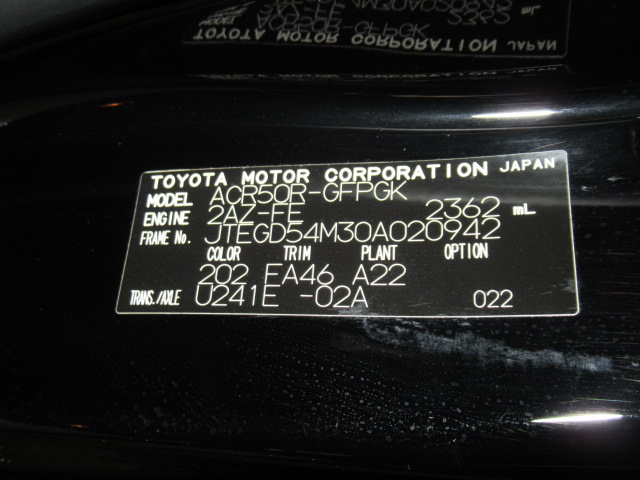 TOYOTA MOTOR CORPORATION JAPAN
MODEL ACR50R-GFPGK
ENGINE 2AZ-FE 2362 mL
FRAME No. JTEGD54M30A020942
COLOR TRIM PLANT OPTION
202 EA46 A22
TRANS./AXLE U241E -02A 022